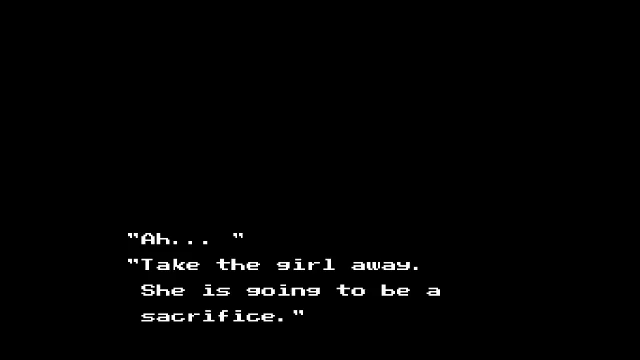 "Ah... "
"Take the girl away.
She is going to be a
sacrifice."